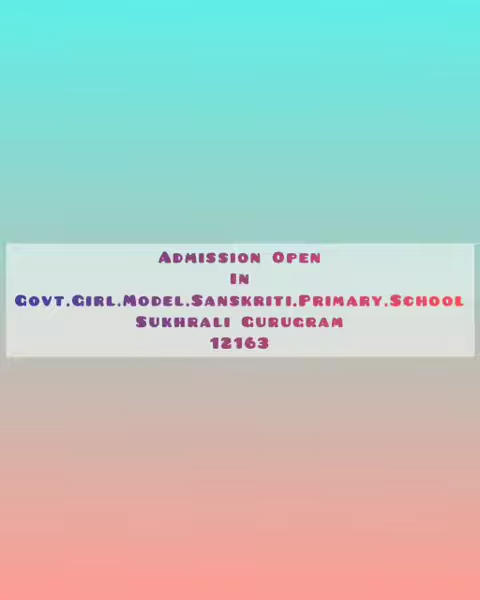 Admission Open
In
Govt.Girl.Model.Sanskriti.Primary.School
Sukhrali Gurugram
12163